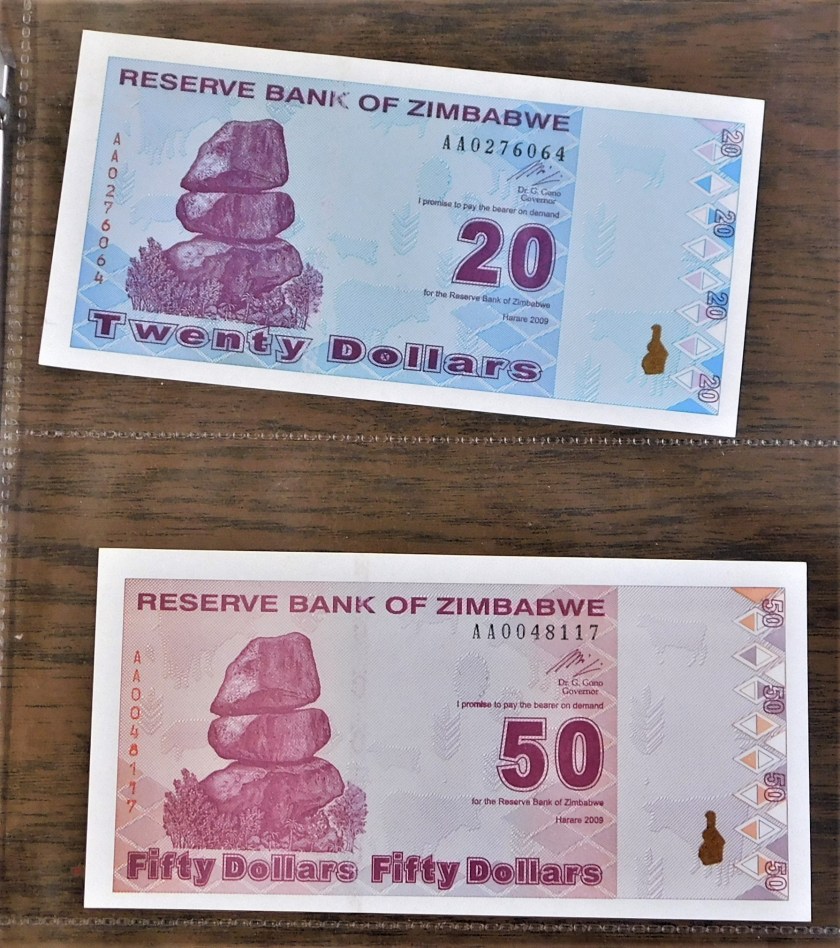 RESERVE BANK OF ZIMBABWE
AA0276064
AA0276064
Dr. G. Gono
Governor
I promise to pay the bearer on demand
20
for the Reserve Bank of Zimbabwe
Harare 2009
Twenty Dollars
20
20
20
20
RESERVE BANK OF ZIMBABWE
AA0048117
AA0048117
Dr. G. Gono
Governor
I promise to pay the bearer on demand
50
for the Reserve Bank of Zimbabwe
Harare 2009
Fifty Dollars Fifty Dollars
50
50
50
50